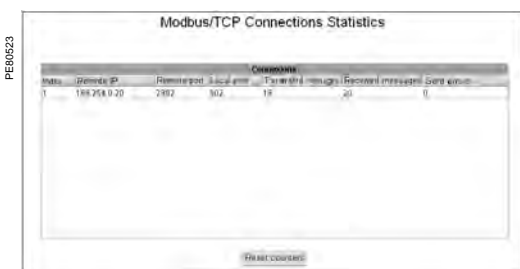 Modbus/TCP Connections Statistics
PE80523
Connexions
Index Remote IP Remote port Local port Transmitted messages Received messages Sent errors
1 2982 502 19 20 0
Reset counters